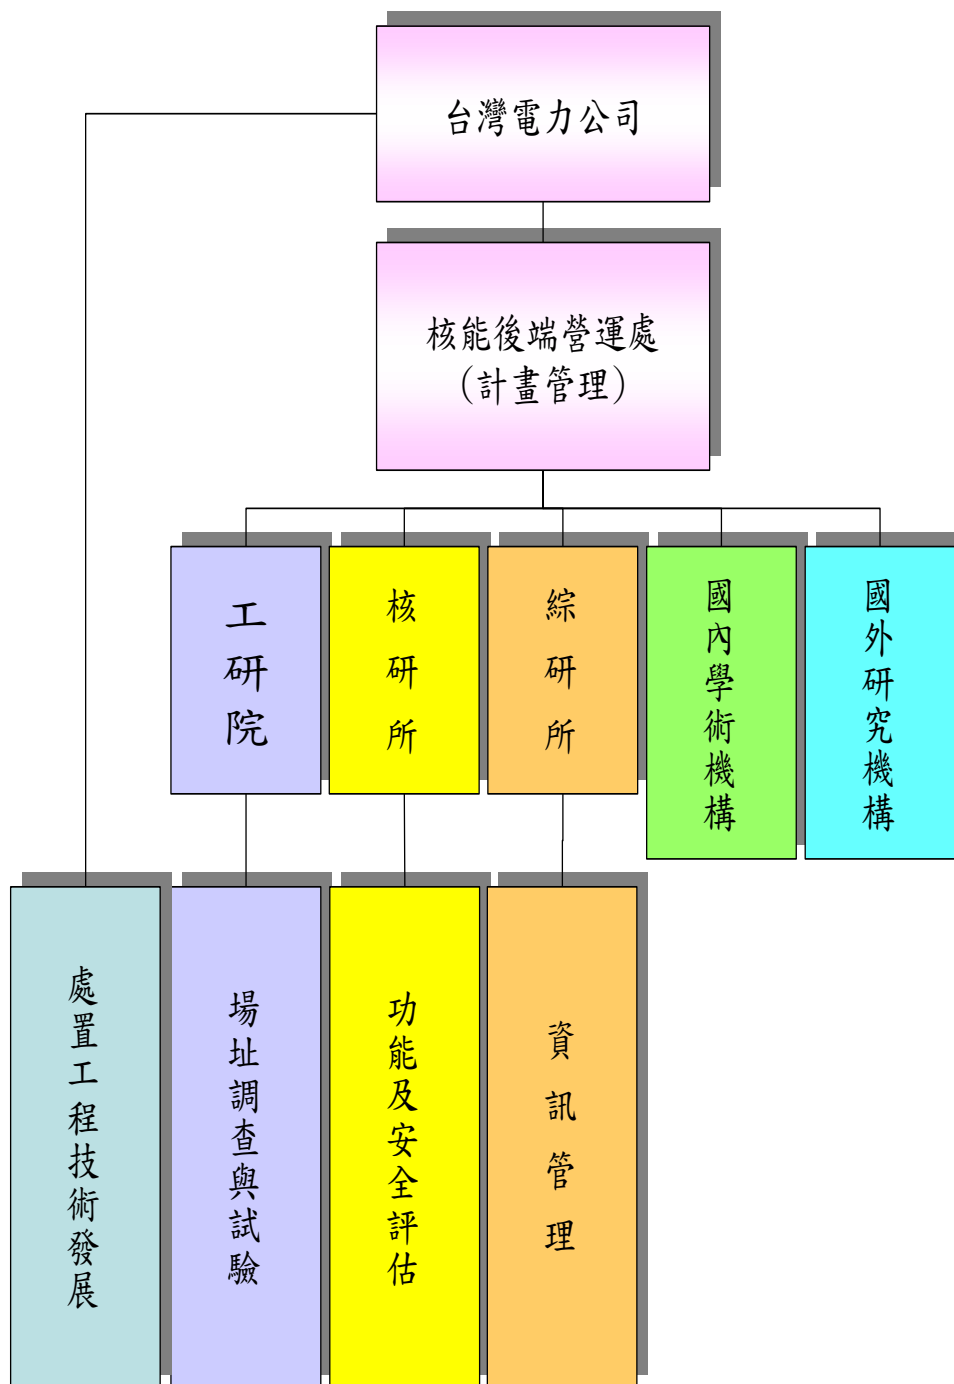 台灣電力公司
核能後端營運處
(計畫管理)
工研院
核研所
綜研所
國內學術機構
國外研究機構
處置工程技術發展
場址調查與試驗
功能及安全評估
資訊管理